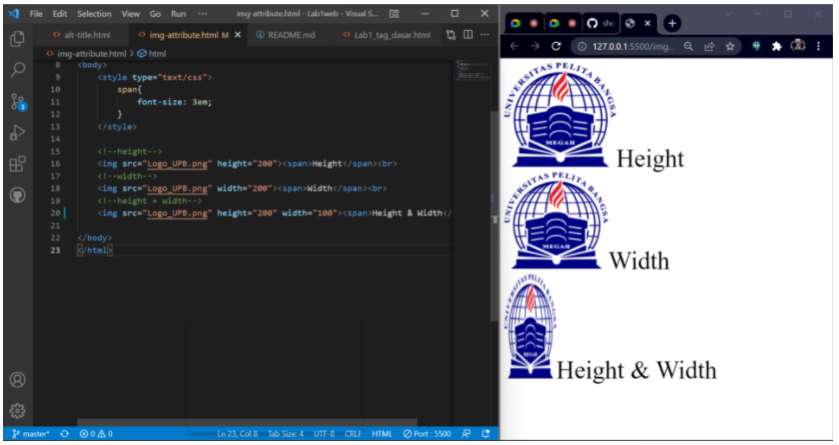 File Edit Selection View Go Run ··· img-attribute.html - Lab1web - Visual S...
alt-title.html img-attribute.html M × README.md Lab1_tag_dasar.html ···
img-attribute.html > html
8 <body>
9 <style type="text/css">
10 span{
11 font-size: 3em;
12 }
13 </style>
14
15 <!--height-->
16 <img src="Logo_UPB.png" height="200"><span>Height</span><br>
17 <!--width-->
18 <img src="Logo_UPB.png" width="200"><span>Width</span><br>
19 <!--height + width-->
20 <img src="Logo_UPB.png" height="200" width="100"><span>Height & Width</
21
22 </body>
23 </html>
master* 0 0 Ln 23, Col 8 Tab Size: 4 UTF-8 CRLF HTML Port : 5500
shc × +
127.0.0.1:5500/img...
UNIVERSITAS PELITA BANGSA
MEGAH
Height
UNIVERSITAS PELITA BANGSA
MEGAH
Width
UNIVERSITAS PELITA BANGSA
Height & Width